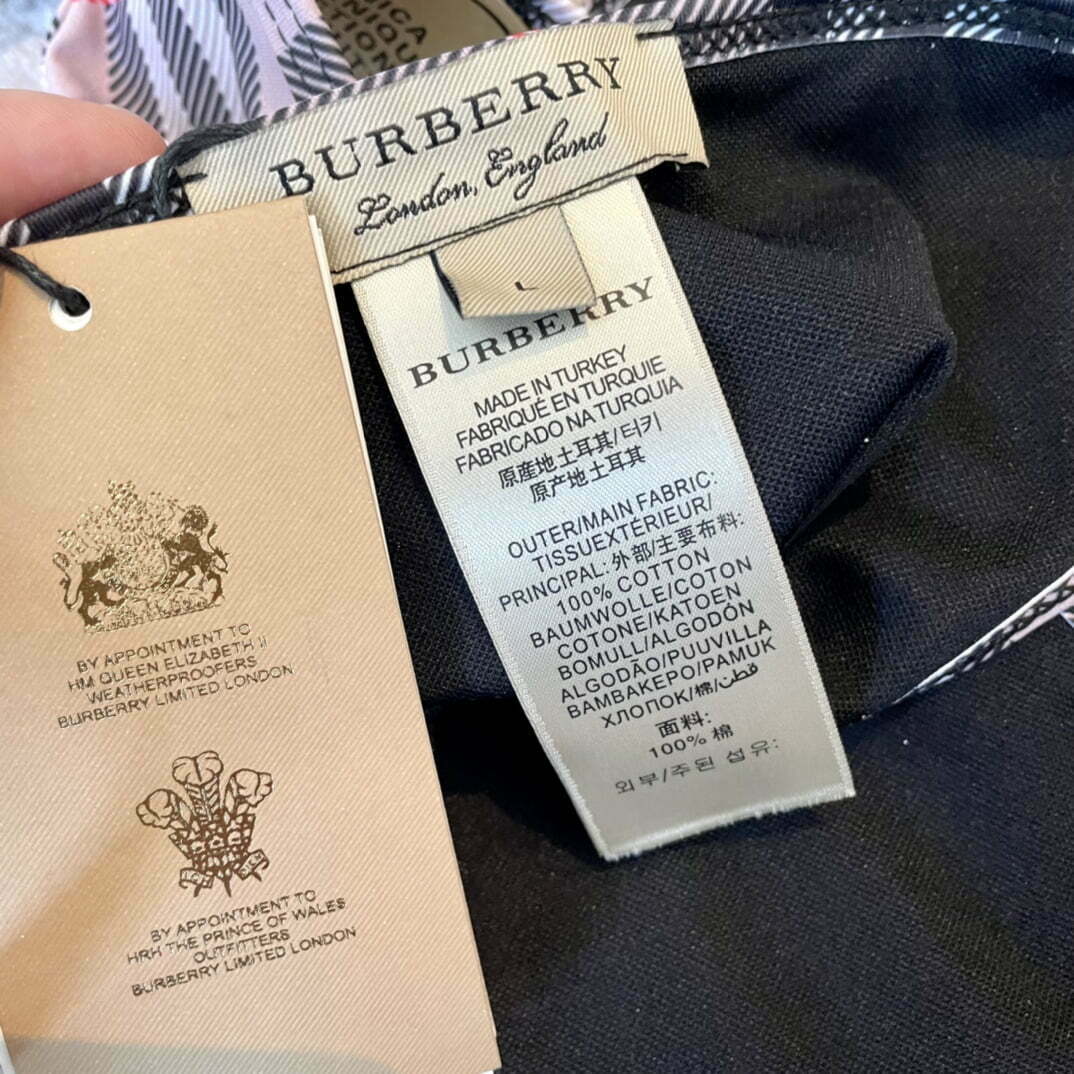 BURBERRY
London, England
L
BURBERRY
MADE IN TURKEY
FABRIQUÉ EN TURQUIE
FABRICADO NA TURQUIA
原産地土耳其/터키
原产地土耳其
OUTER/MAIN FABRIC:
TISSUEXTÉRIEUR/
PRINCIPAL:外部/主要布料:
100% COTTON
BAUMWOLLE/COTON
COTONE/KATOEN
BOMULL/ALGODÓN
ALGODÃO/PUUVILLA
BAMBAKEPO/PAMUK
ХЛОПОК/棉/قطن
面料:
100% 棉
외부/주된 섬유:
BY APPOINTMENT TO
HM QUEEN ELIZABETH II
WEATHERPROOFERS
BURBERRY LIMITED LONDON
BY APPOINTMENT TO
HRH THE PRINCE OF WALES
OUTFITTERS
BURBERRY LIMITED LONDON